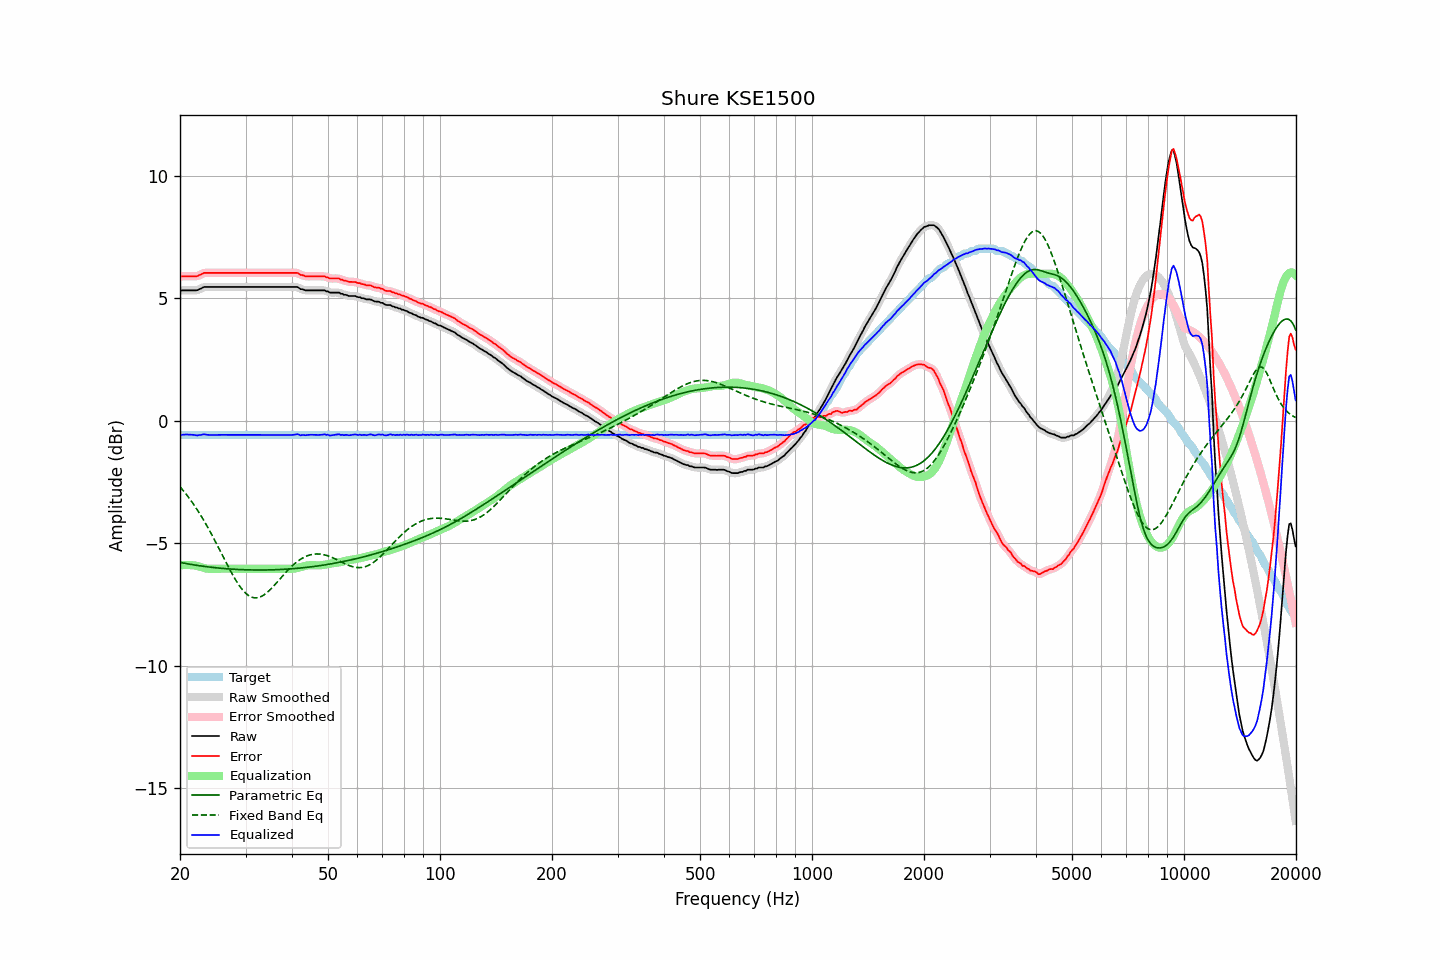 Shure KSE1500
Amplitude (dBr)
10
5
0
−5
−10
−15
Target
Raw Smoothed
Error Smoothed
Raw
Error
Equalization
Parametric Eq
Fixed Band Eq
Equalized
20 50 100 200 500 1000 2000 5000 10000 20000
Frequency (Hz)